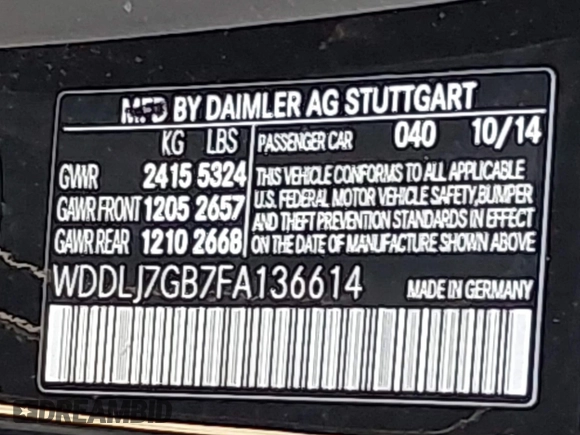 MFD BY DAIMLER AG STUTTGART
KG LBS PASSENGER CAR 040 10/14
GVWR 2415 5324
GAWR FRONT 1205 2657
GAWR REAR 1210 2668
THIS VEHICLE CONFORMS TO ALL APPLICABLE
U.S. FEDERAL MOTOR VEHICLE SAFETY, BUMPER
AND THEFT PREVENTION STANDARDS IN EFFECT
ON THE DATE OF MANUFACTURE SHOWN ABOVE
WDDLJ7GB7FA136614 MADE IN GERMANY
DREAMBID